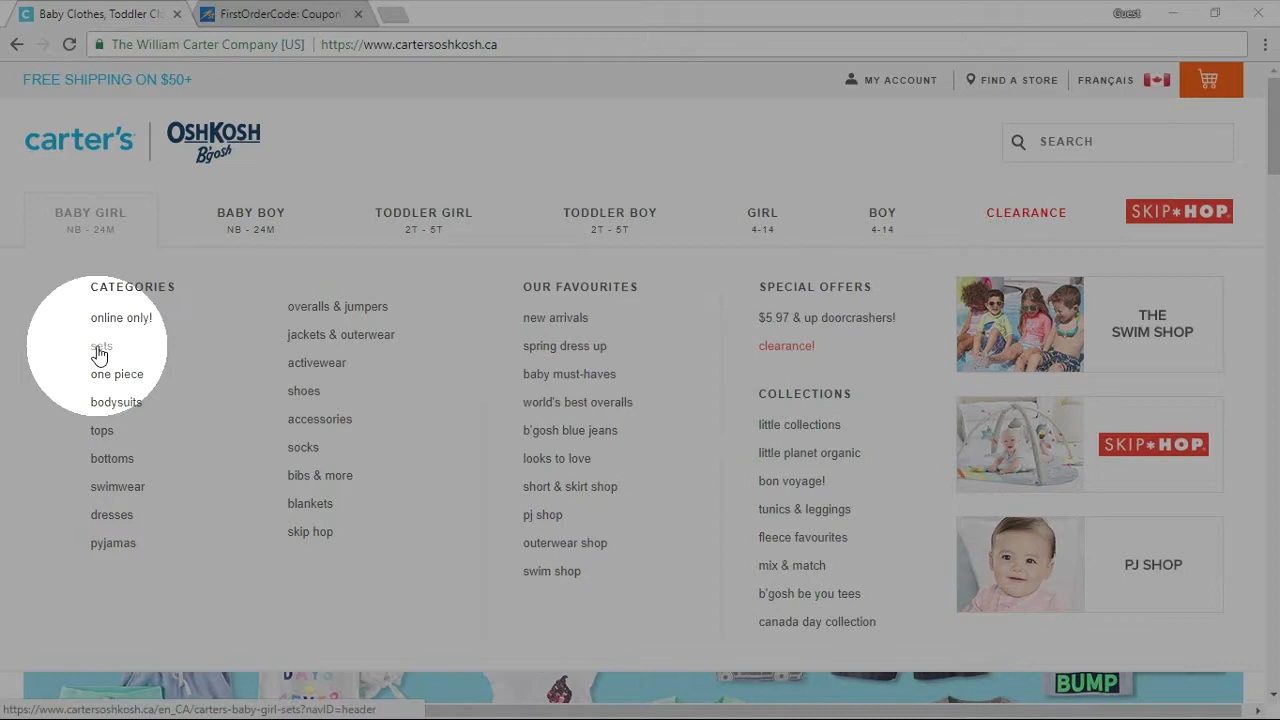 Baby Clothes, Toddler Cl
FirstOrderCode: Coupon
Guest
The William Carter Company [US]
https://www.cartersoshkosh.ca
FREE SHIPPING ON $50+
MY ACCOUNT
FIND A STORE
FRANÇAIS
carter's
OSHKOSH
B'gosh
SEARCH
BABY GIRL
NB - 24M
BABY BOY
NB - 24M
TODDLER GIRL
2T - 5T
TODDLER BOY
2T - 5T
GIRL
4-14
BOY
4-14
CLEARANCE
SKIP*HOP
CATEGORIES
online only!
sets
one piece
bodysuits
tops
bottoms
swimwear
dresses
pyjamas
overalls & jumpers
jackets & outerwear
activewear
shoes
accessories
socks
bibs & more
blankets
skip hop
OUR FAVOURITES
new arrivals
spring dress up
baby must-haves
world's best overalls
b'gosh blue jeans
looks to love
short & skirt shop
pj shop
outerwear shop
swim shop
SPECIAL OFFERS
$5.97 & up doorcrashers!
clearance!
COLLECTIONS
little collections
little planet organic
bon voyage!
tunics & leggings
fleece favourites
mix & match
b'gosh be you tees
canada day collection
THE
SWIM SHOP
SKIP*HOP
PJ SHOP
DAYS
BUMP
https://www.cartersoshkosh.ca/en_CA/carters-baby-girl-sets?navID=header